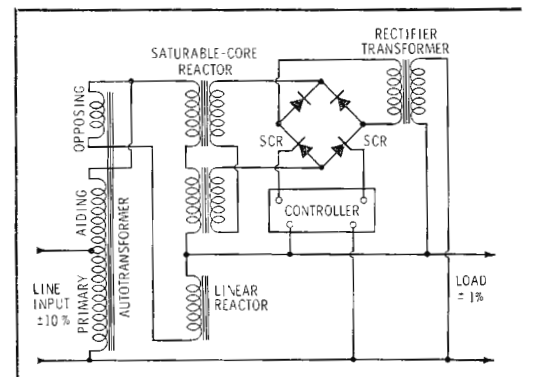 RECTIFIER
TRANSFORMER
SATURABLE-CORE
REACTOR
OPPOSING
SCR
SCR
AIDING
CONTROLLER
AUTOTRANSFORMER
PRIMARY
LINE
INPUT
±10%
LINEAR
REACTOR
LOAD
± 1%